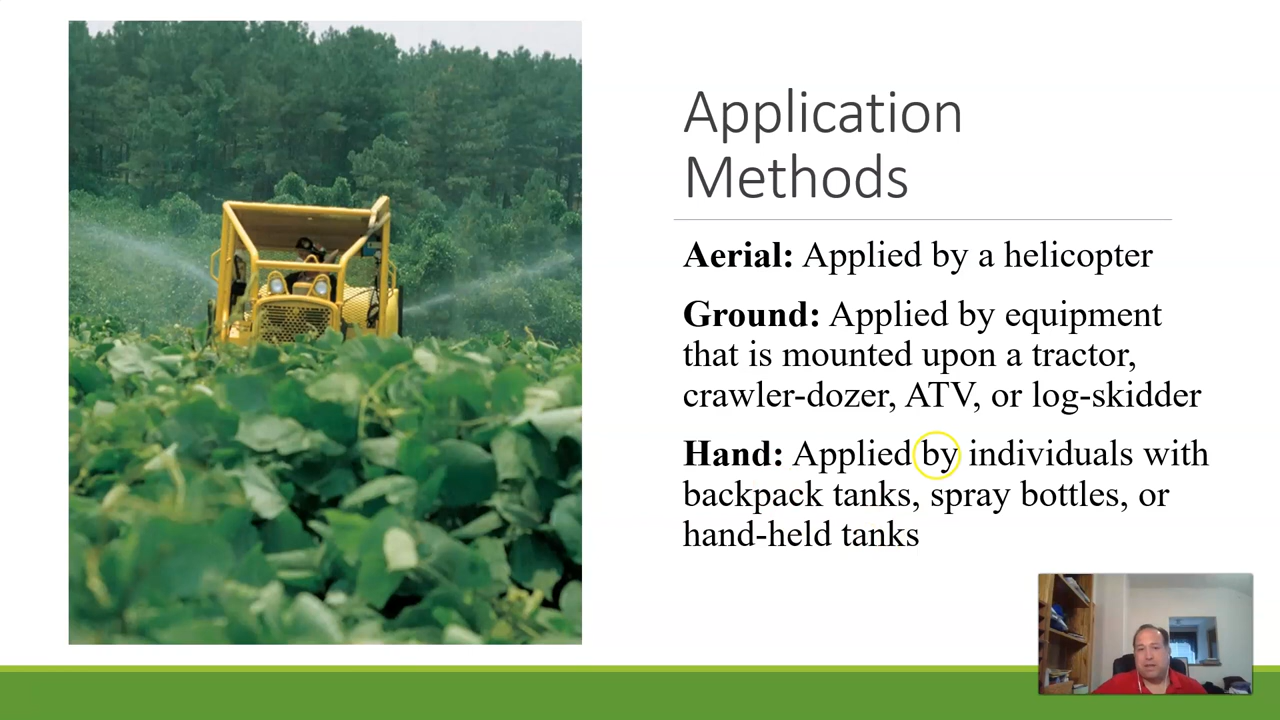 Application
Methods
Aerial: Applied by a helicopter
Ground: Applied by equipment
that is mounted upon a tractor,
crawler-dozer, ATV, or log-skidder
Hand: Applied by individuals with
backpack tanks, spray bottles, or
hand-held tanks